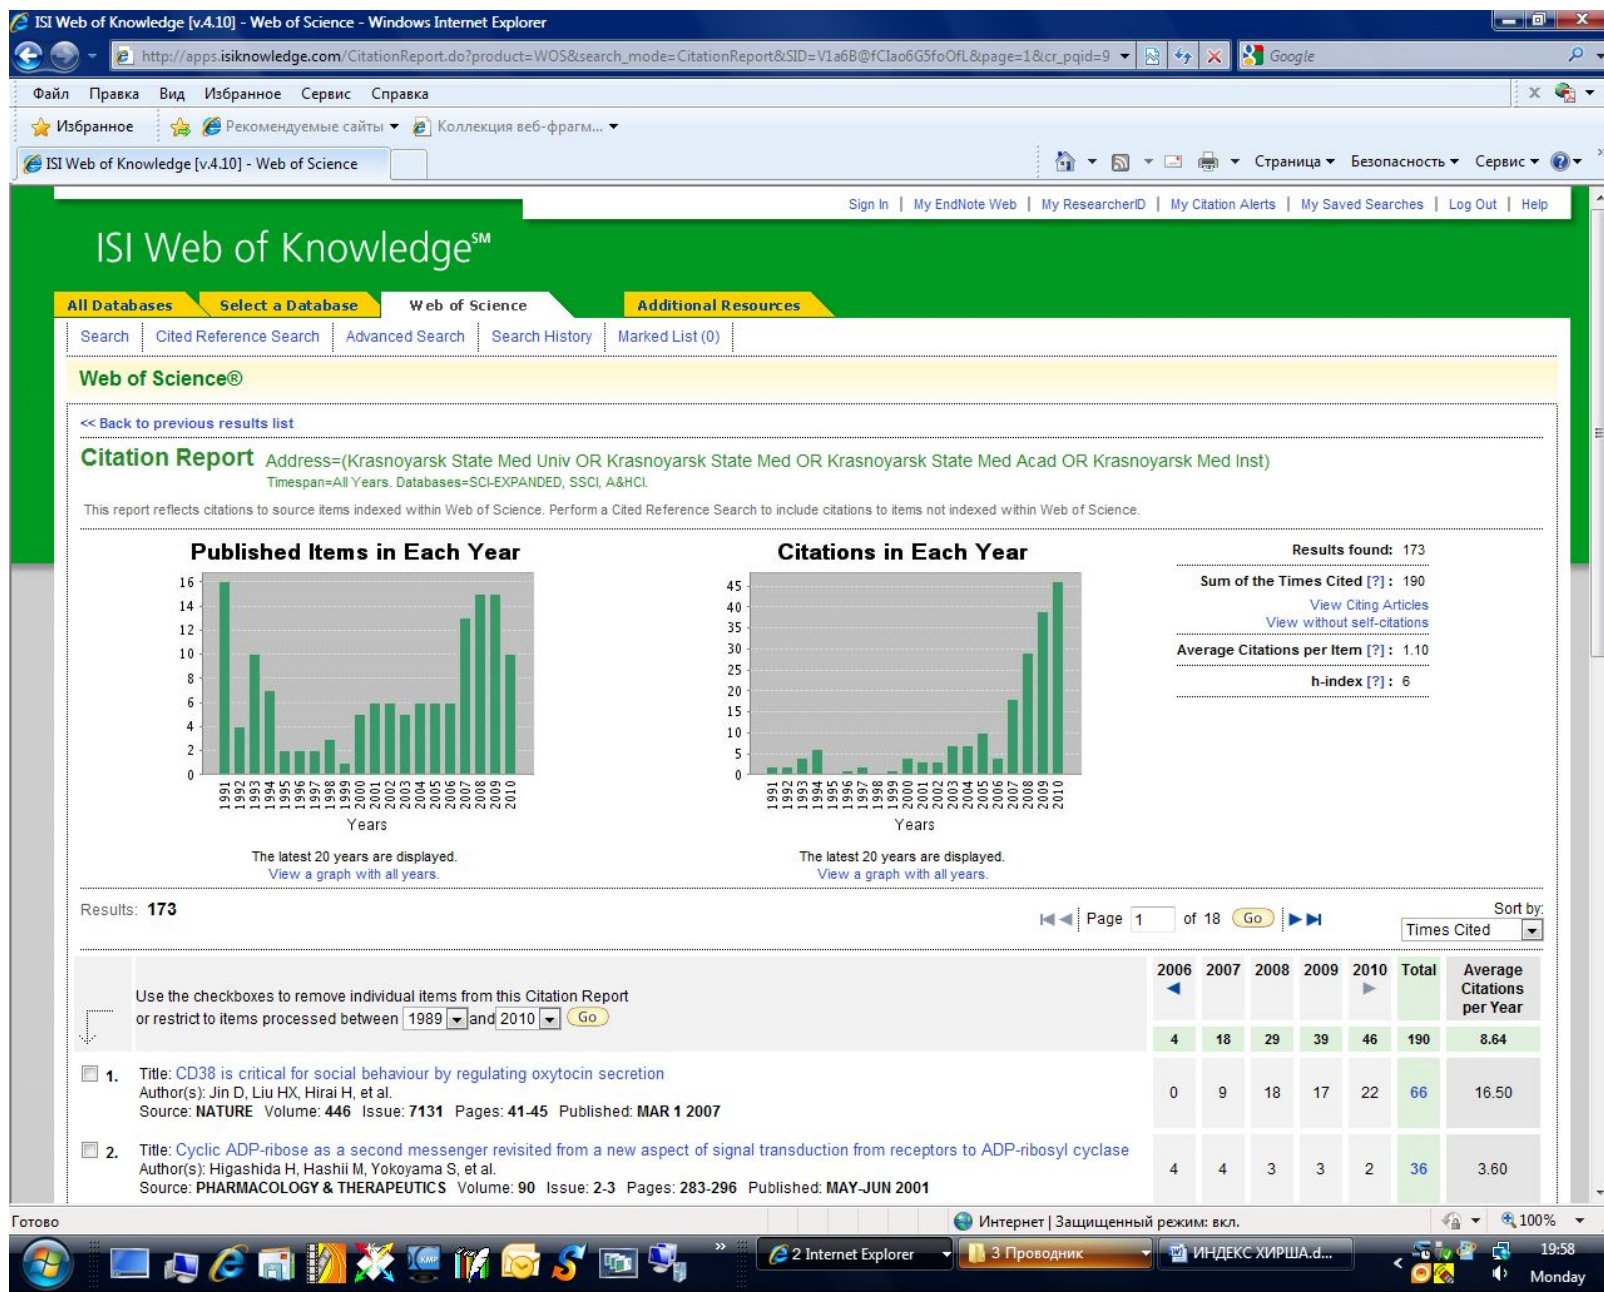 ISI Web of Knowledge [v.4.10] - Web of Science - Windows Internet Explorer
http://apps.isiknowledge.com/CitationReport.do?product=WOS&search_mode=CitationReport&SID=V1a6B@fCIao6G5foOfL&page=1&cr_pqid=9 Google
Файл Правка Вид Избранное Сервис Справка
Избранное Рекомендуемые сайты Коллекция веб-фрагм...
ISI Web of Knowledge [v.4.10] - Web of Science Страница Безопасность Сервис
Sign In | My EndNote Web | My ResearcherID | My Citation Alerts | My Saved Searches | Log Out | Help
ISI Web of Knowledge℠
All Databases Select a Database Web of Science Additional Resources
Search Cited Reference Search Advanced Search Search History Marked List (0)
Web of Science®
<< Back to previous results list
Citation Report Address=(Krasnoyarsk State Med Univ OR Krasnoyarsk State Med OR Krasnoyarsk State Med Acad OR Krasnoyarsk Med Inst)
Timespan=All Years. Databases=SCI-EXPANDED, SSCI, A&HCI.
This report reflects citations to source items indexed within Web of Science. Perform a Cited Reference Search to include citations to items not indexed within Web of Science.
Published Items in Each Year
16
14
12
10
8
6
4
2
0
1991 1992 1993 1994 1995 1996 1997 1998 1999 2000 2001 2002 2003 2004 2005 2006 2007 2008 2009 2010
Years
The latest 20 years are displayed.
View a graph with all years.
Citations in Each Year
45
40
35
30
25
20
15
10
5
0
1991 1992 1993 1994 1995 1996 1997 1998 1999 2000 2001 2002 2003 2004 2005 2006 2007 2008 2009 2010
Years
The latest 20 years are displayed.
View a graph with all years.
Results found: 173
Sum of the Times Cited [?] : 190
View Citing Articles
View without self-citations
Average Citations per Item [?] : 1.10
h-index [?] : 6
Results: 173
Page 1 of 18 Go
Sort by:
Times Cited
Use the checkboxes to remove individual items from this Citation Report
or restrict to items processed between 1989 and 2010 Go
2006 2007 2008 2009 2010 Total Average Citations per Year
4 18 29 39 46 190 8.64
1. Title: CD38 is critical for social behaviour by regulating oxytocin secretion
Author(s): Jin D, Liu HX, Hirai H, et al.
Source: NATURE Volume: 446 Issue: 7131 Pages: 41-45 Published: MAR 1 2007
0 9 18 17 22 66 16.50
2. Title: Cyclic ADP-ribose as a second messenger revisited from a new aspect of signal transduction from receptors to ADP-ribosyl cyclase
Author(s): Higashida H, Hashii M, Yokoyama S, et al.
Source: PHARMACOLOGY & THERAPEUTICS Volume: 90 Issue: 2-3 Pages: 283-296 Published: MAY-JUN 2001
4 4 3 3 2 36 3.60
Готово Интернет | Защищенный режим: вкл. 100%
KMP 2 Internet Explorer 3 Проводник ИНДЕКС ХИРША.d... 19:58
Monday